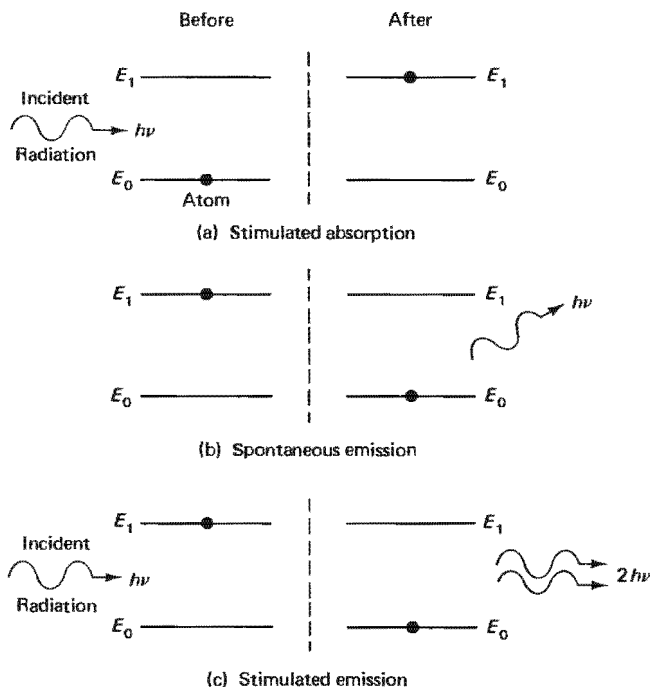 Before After
E₁ E₁
Incident
hν
Radiation
E₀ E₀
Atom
(a) Stimulated absorption
E₁ E₁
hν
E₀ E₀
(b) Spontaneous emission
E₁ E₁
Incident
hν 2hν
Radiation
E₀ E₀
(c) Stimulated emission